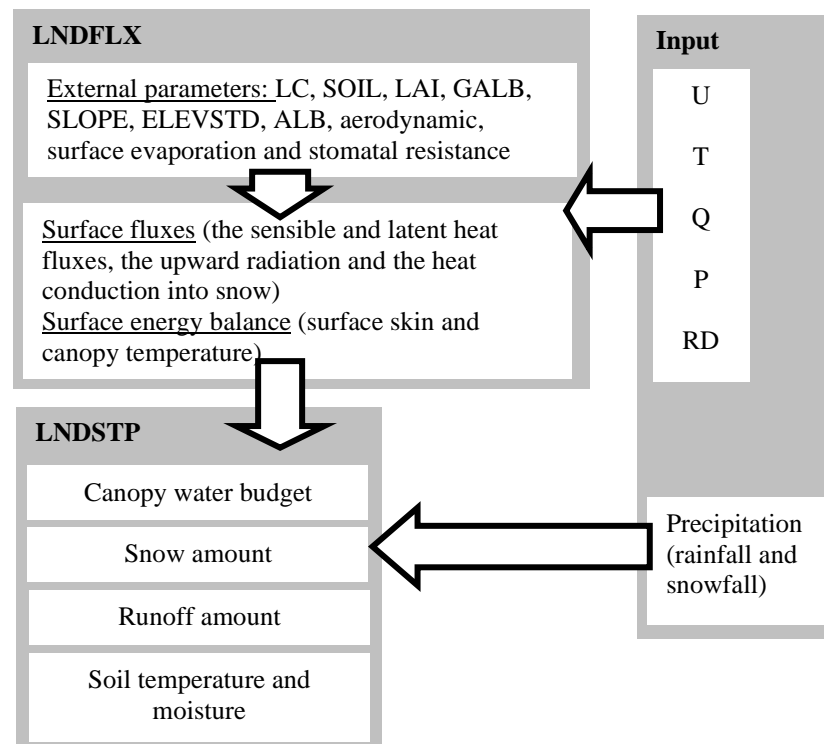 LNDFLX
External parameters: LC, SOIL, LAI, GALB,
SLOPE, ELEVSTD, ALB, aerodynamic,
surface evaporation and stomatal resistance
Surface fluxes (the sensible and latent heat
fluxes, the upward radiation and the heat
conduction into snow)
Surface energy balance (surface skin and
canopy temperature)
LNDSTP
Canopy water budget
Snow amount
Runoff amount
Soil temperature and
moisture
Input
U
T
Q
P
RD
Precipitation
(rainfall and
snowfall)